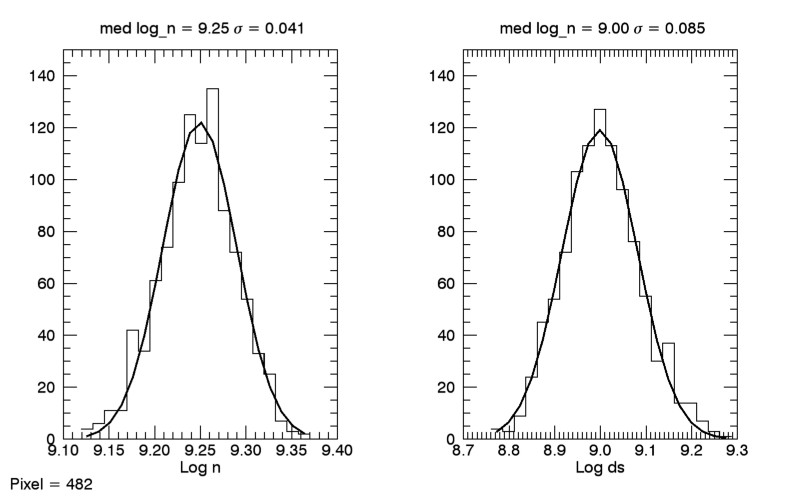 med log_n = 9.25 σ = 0.041
med log_n = 9.00 σ = 0.085
140
120
100
80
60
40
20
0
9.10 9.15 9.20 9.25 9.30 9.35 9.40
Log n
140
120
100
80
60
40
20
0
8.7 8.8 8.9 9.0 9.1 9.2 9.3
Log ds
Pixel = 482